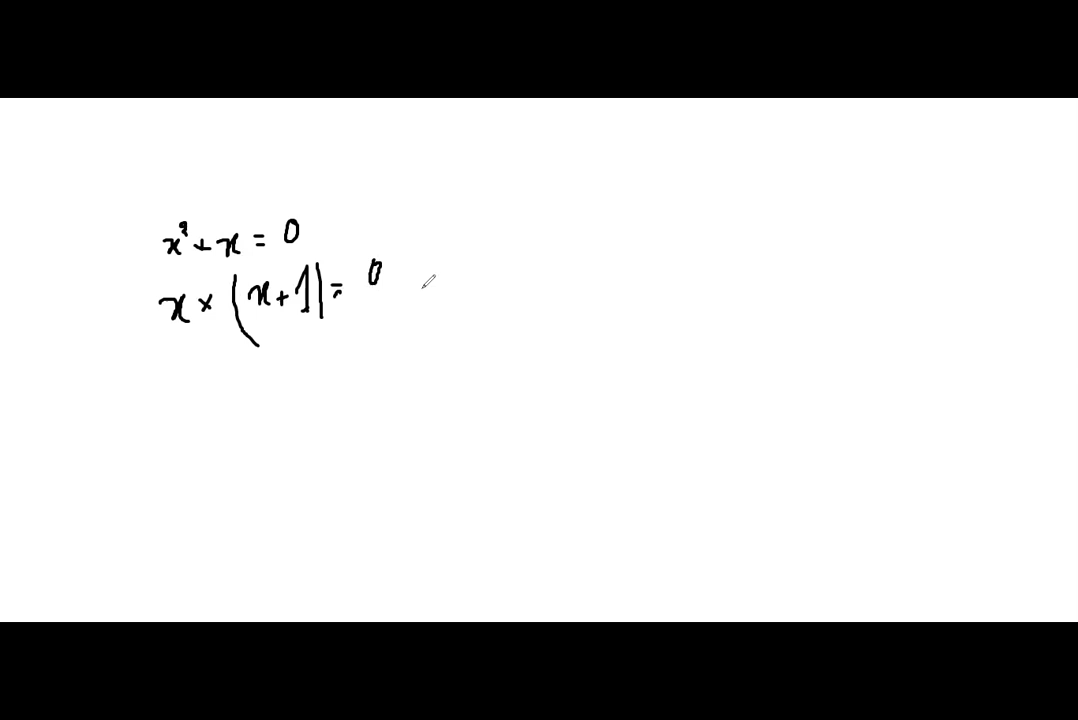 x² + x = 0
x × (x + 1) = 0